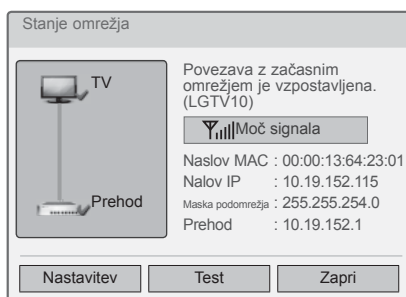 Stanje omrežja
TV
Prehod
Povezava z začasnim
omrežjem je vzpostavljena.
(LGTV10)
Moč signala
Naslov MAC : 00:00:13:64:23:01
Nalov IP : 10.19.152.115
Maska podomrežja : 255.255.254.0
Prehod : 10.19.152.1
Nastavitev
Test
Zapri